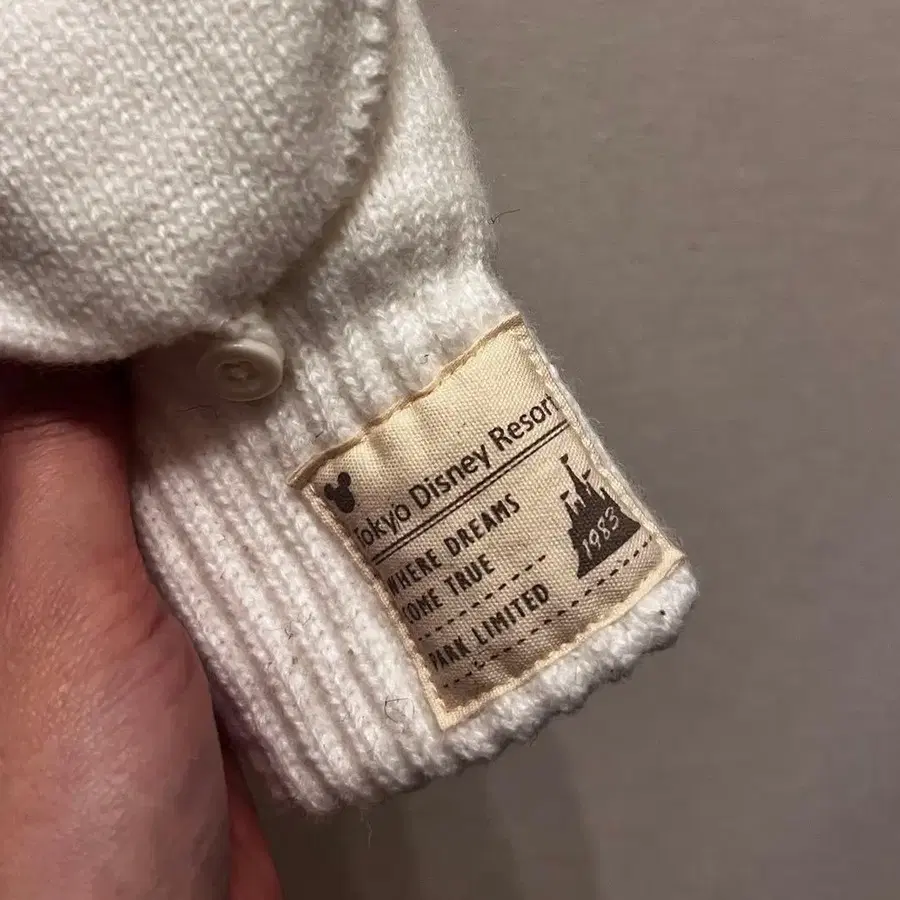 Tokyo Disney Resort
WHERE DREAMS
COME TRUE
1983
PARK LIMITED